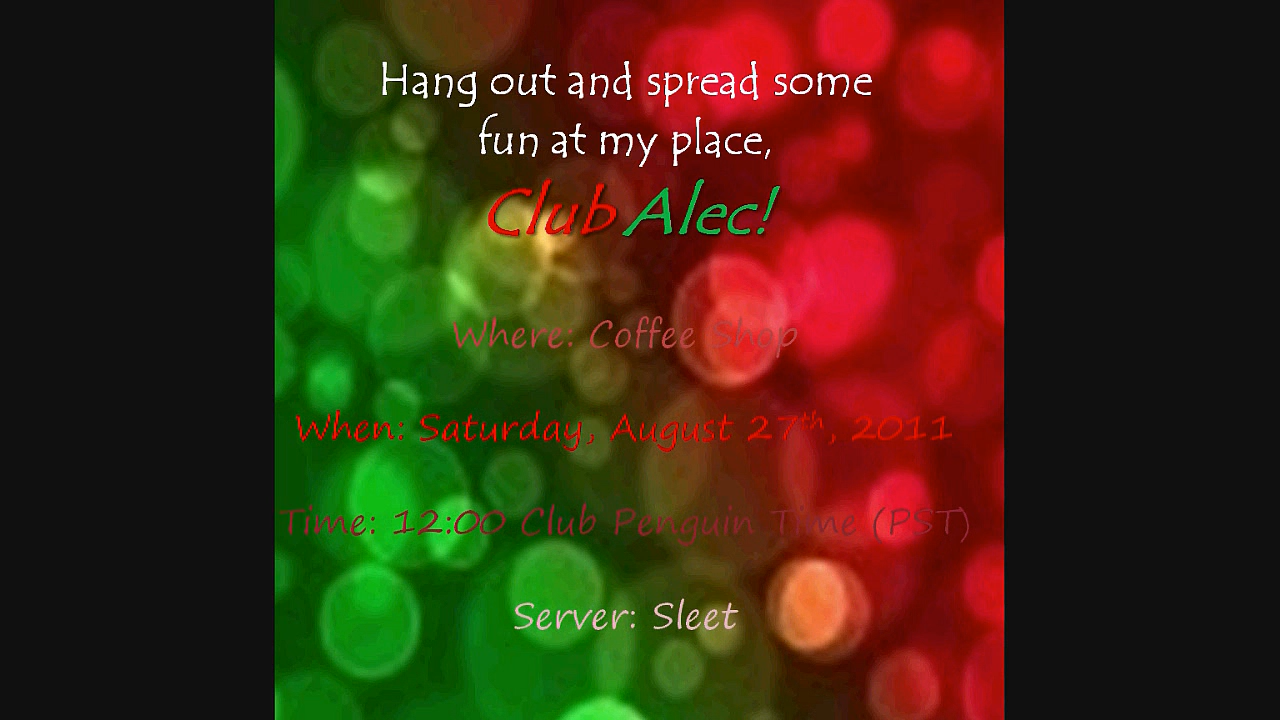 Hang out and spread some
fun at my place,
Club Alec!
Where: Coffee Shop
When: Saturday, August 27th, 2011
Time: 12:00 Club Penguin Time (PST)
Server: Sleet